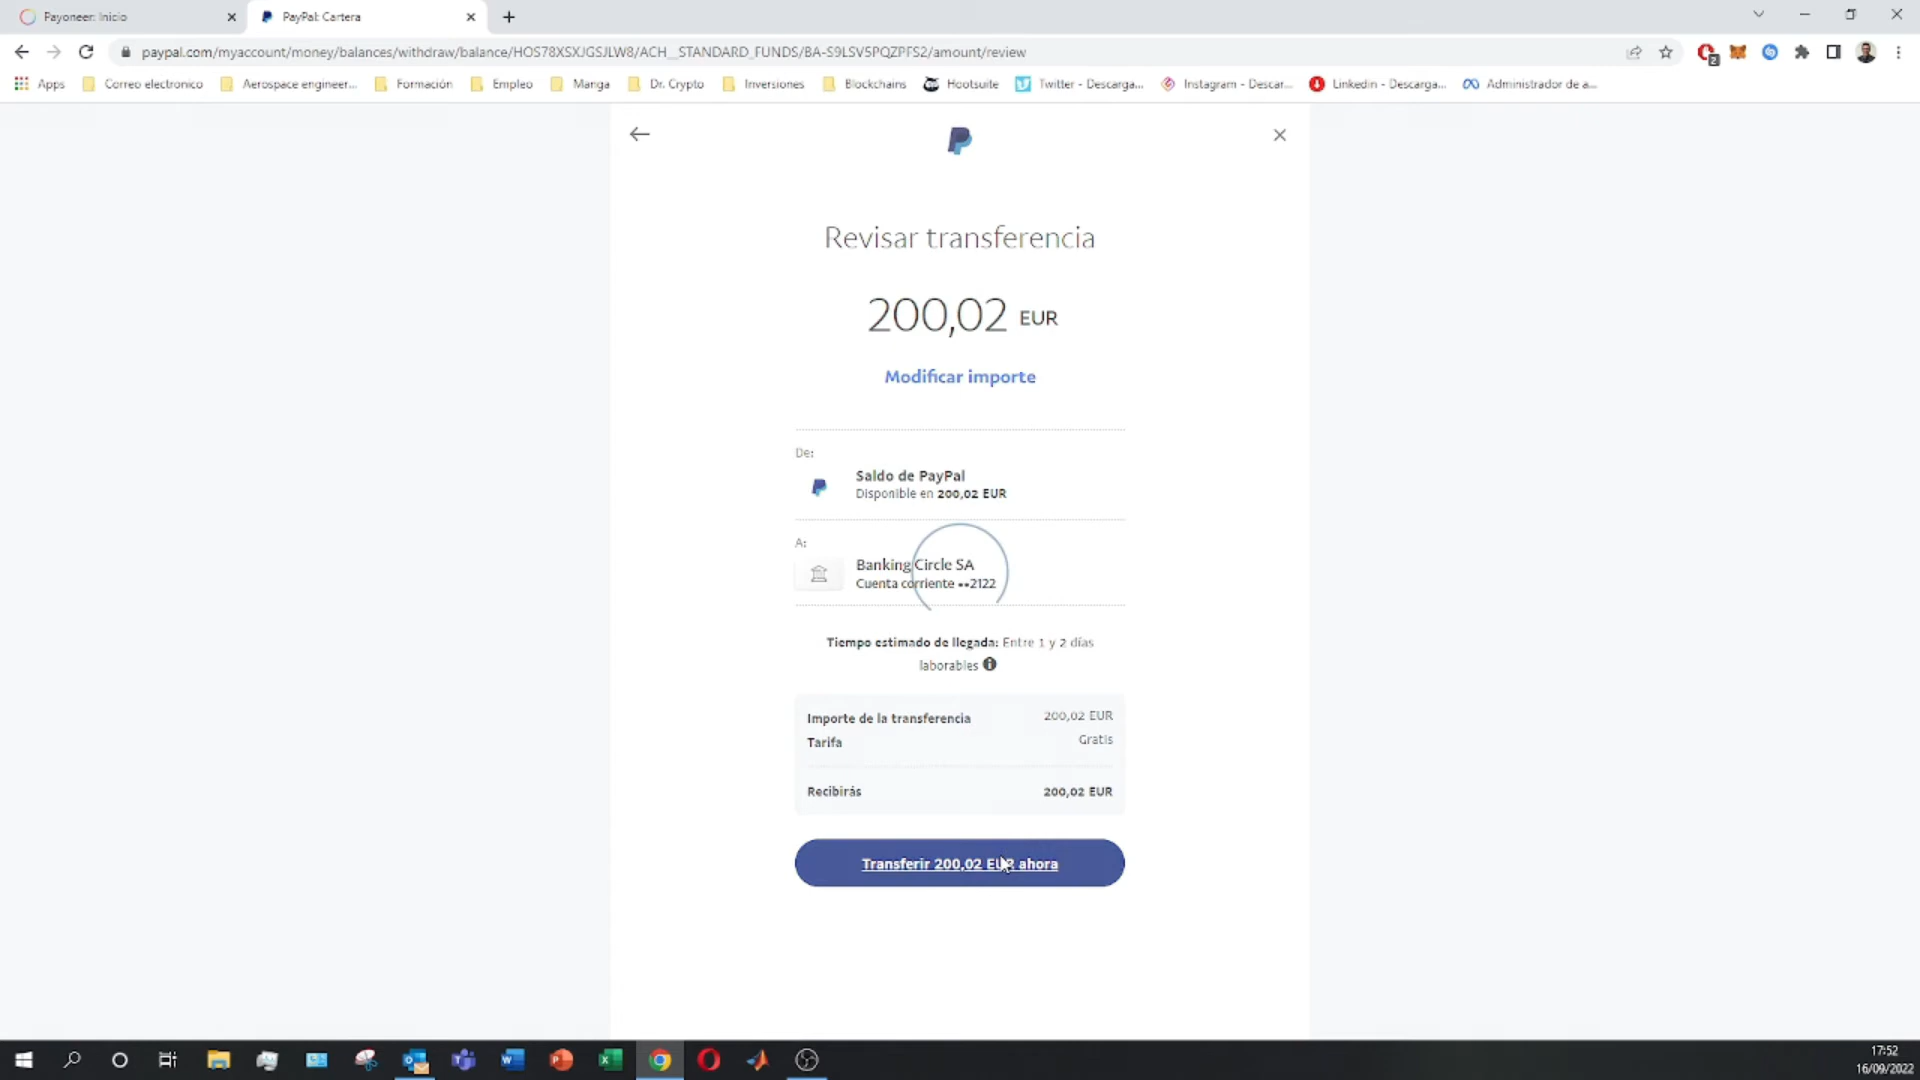 Payoneer: Inicio
PayPal: Cartera
paypal.com/myaccount/money/balances/withdraw/balance/HOS78XSXJGSJLW8/ACH_STANDARD_FUNDS/BA-S9LSV5PQZPFS2/amount/review
2
Apps
Correo electronico
Aerospace engineer...
Formación
Empleo
Manga
Dr. Crypto
Inversiones
Blockchains
Hootsuite
Twitter - Descarga...
Instagram - Descar...
Linkedin - Descarga...
Administrador de a...
Revisar transferencia
200,02 EUR
Modificar importe
De:
Saldo de PayPal
Disponible en 200,02 EUR
A:
Banking Circle SA
Cuenta corriente ••2122
Tiempo estimado de llegada: Entre 1 y 2 días
laborables
Importe de la transferencia 200,02 EUR
Tarifa Gratis
Recibirás 200,02 EUR
Transferir 200,02 EUR ahora
17:52
16/09/2022